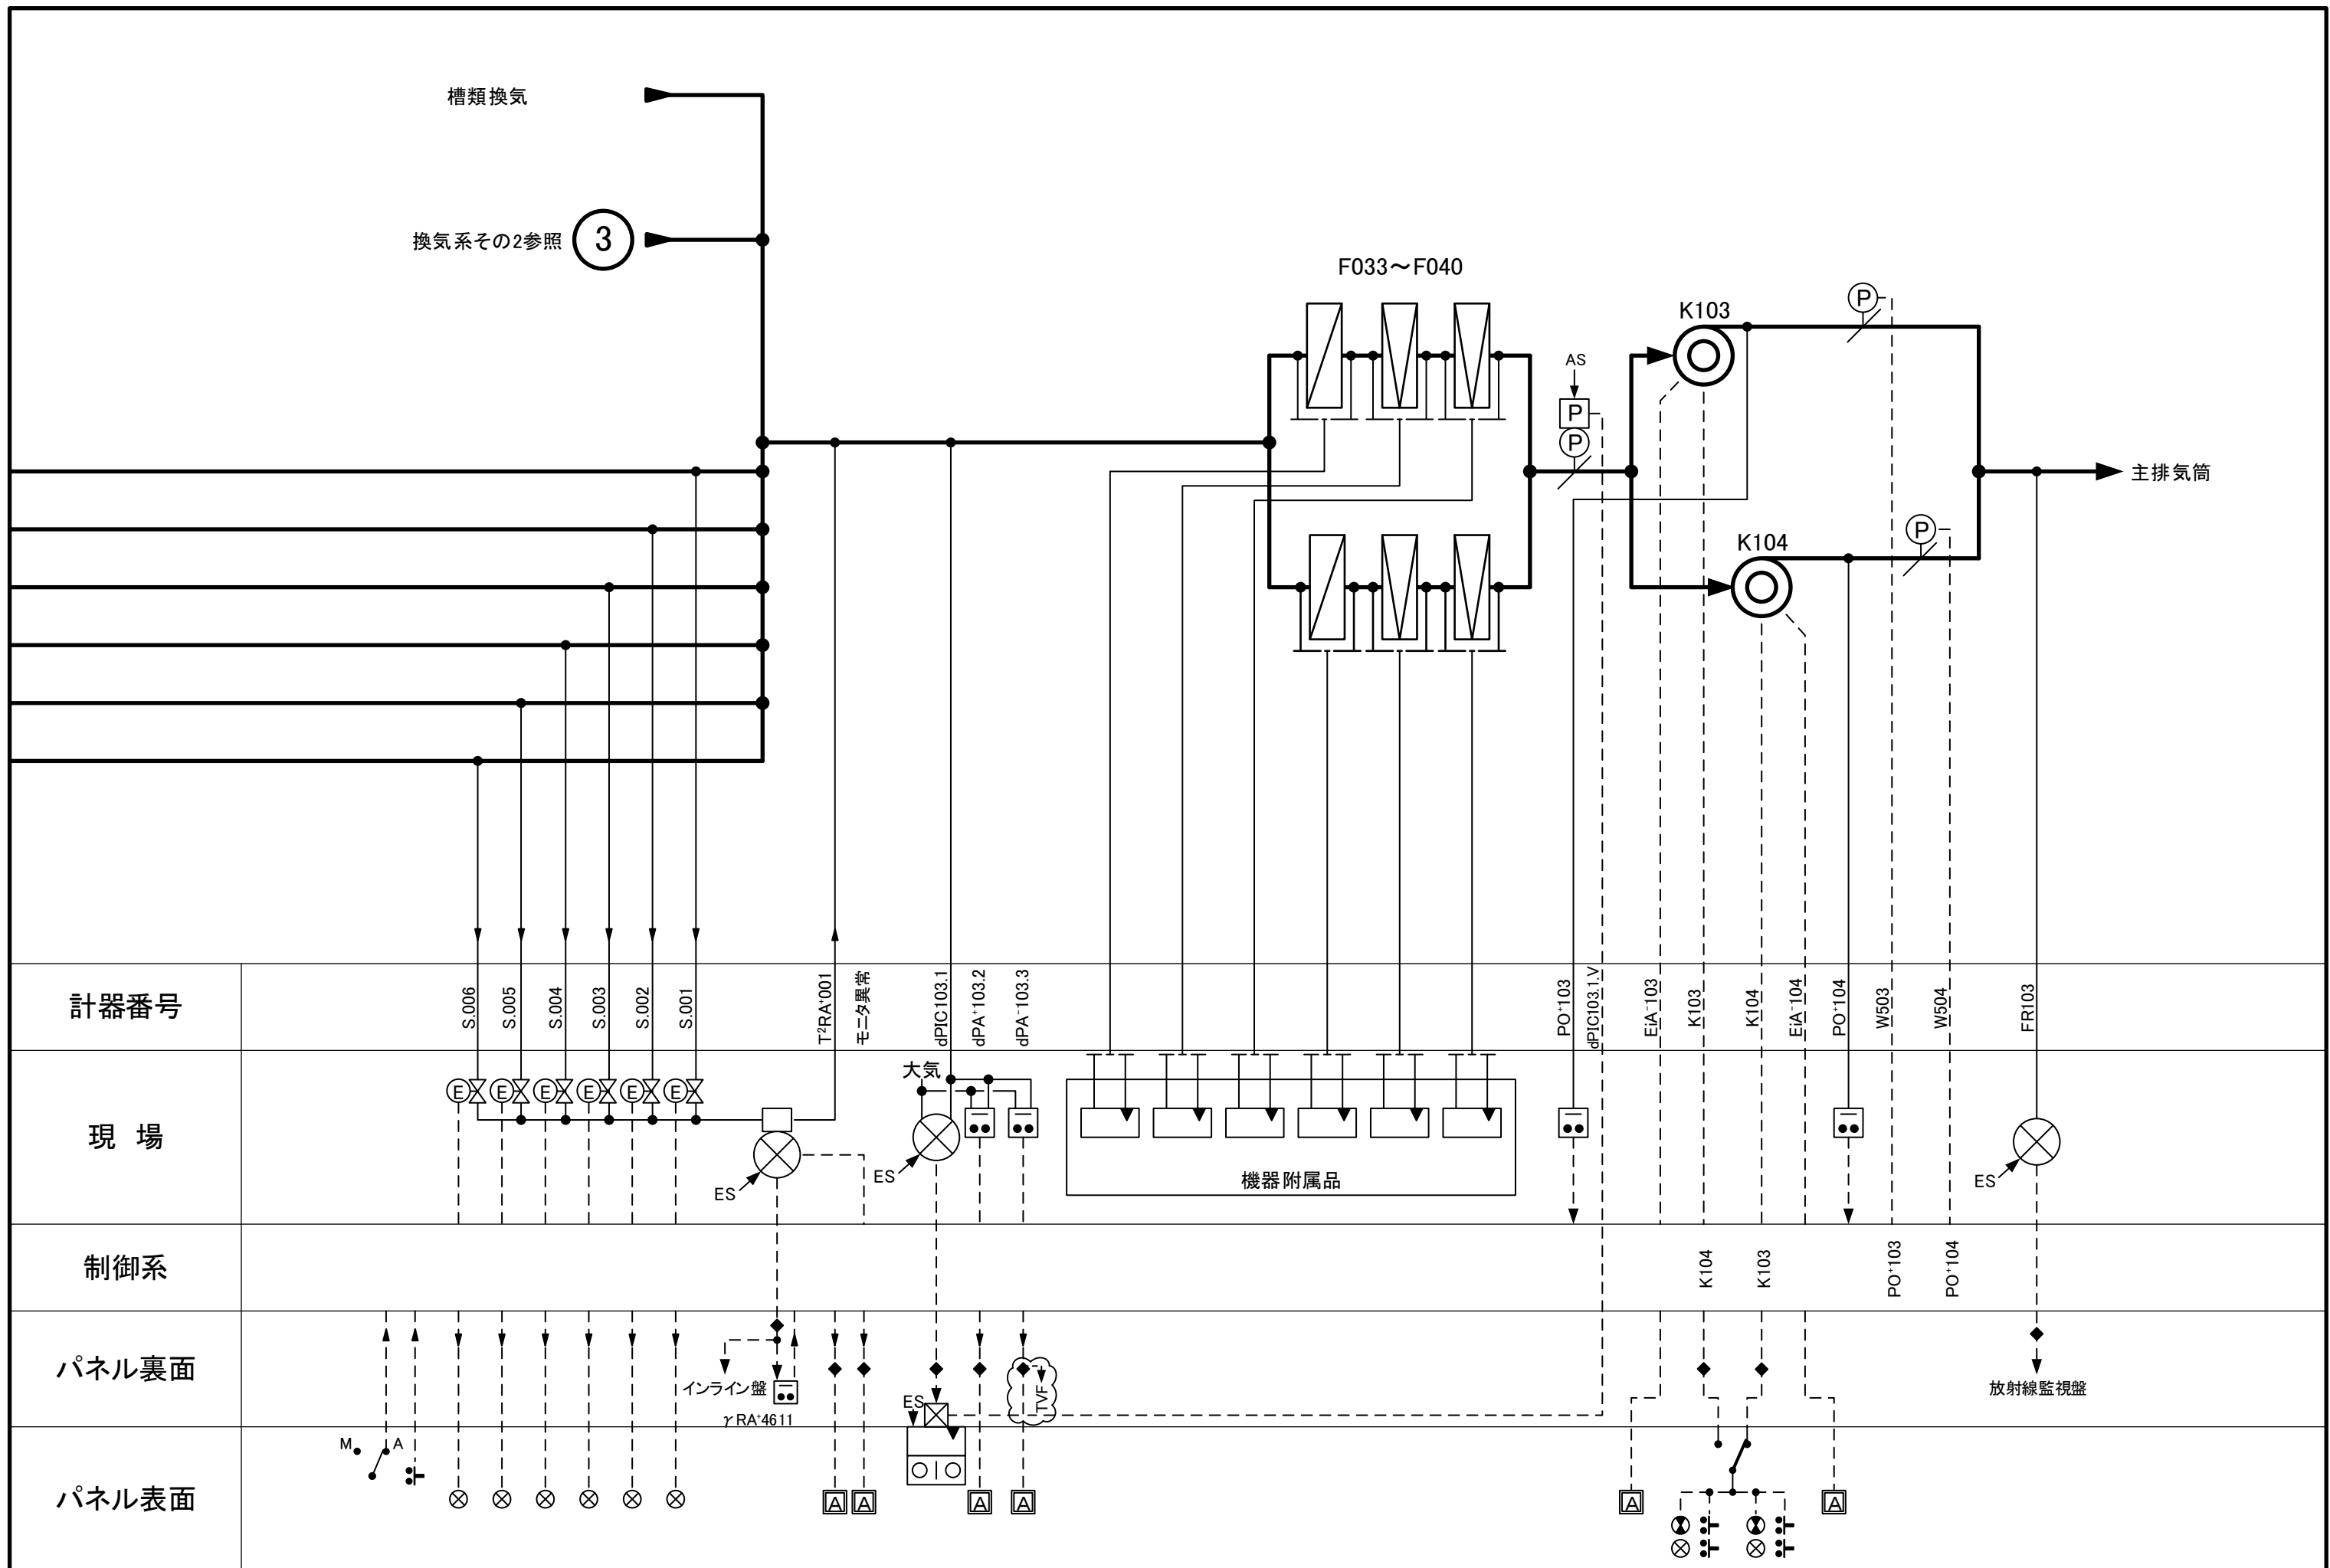 槽類換気
換気系その2参照 3
F033～F040
K103
P
AS
P
P
主排気筒
K104
P
計器番号
S.006
S.005
S.004
S.003
S.002
S.001
T²RA⁺001
モニタ異常
dPIC103.1
dPA⁺103.2
dPA⁻103.3
PO⁺103
dPIC103.1.V
EiA⁻103
K103
K104
EiA⁻104
PO⁺104
W503
W504
FR103
現 場
E E E E E E
大気
ES
ES
機器附属品
ES
制御系
K104
K103
PO⁺103
PO⁺104
パネル裏面
インライン盤
γRA⁺4611
ES
TVF
放射線監視盤
パネル表面
M A
A A A A A A